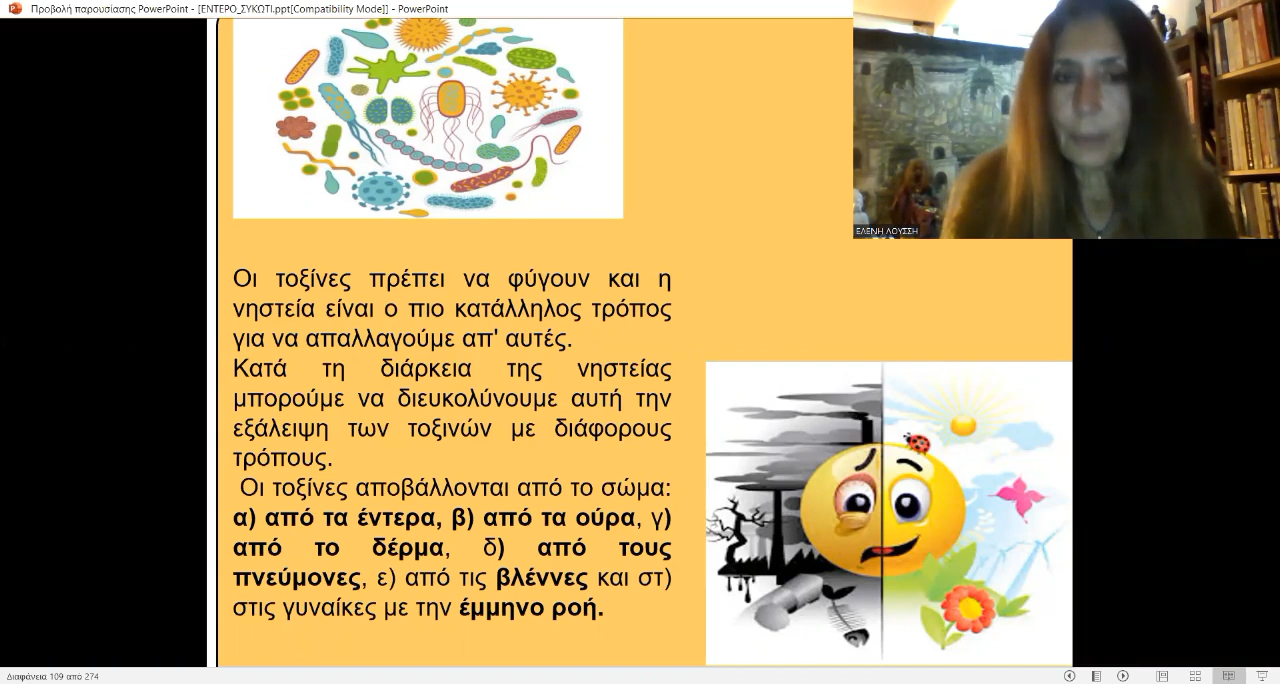 Προβολή παρουσίασης PowerPoint - [ΕΝΤΕΡΟ_ΣΥΚΩΤΙ.ppt[Compatibility Mode]] - PowerPoint
ΕΛΕΝΗ ΛΟΥΣΣΗ
Οι τοξίνες πρέπει να φύγουν και η
νηστεία είναι ο πιο κατάλληλος τρόπος
για να απαλλαγούμε απ' αυτές.
Κατά τη διάρκεια της νηστείας
μπορούμε να διευκολύνουμε αυτή την
εξάλειψη των τοξινών με διάφορους
τρόπους.
Οι τοξίνες αποβάλλονται από το σώμα:
α) από τα έντερα, β) από τα ούρα, γ)
από το δέρμα, δ) από τους
πνεύμονες, ε) από τις βλέννες και στ)
στις γυναίκες με την έμμηνο ροή.
Διαφάνεια 109 από 274